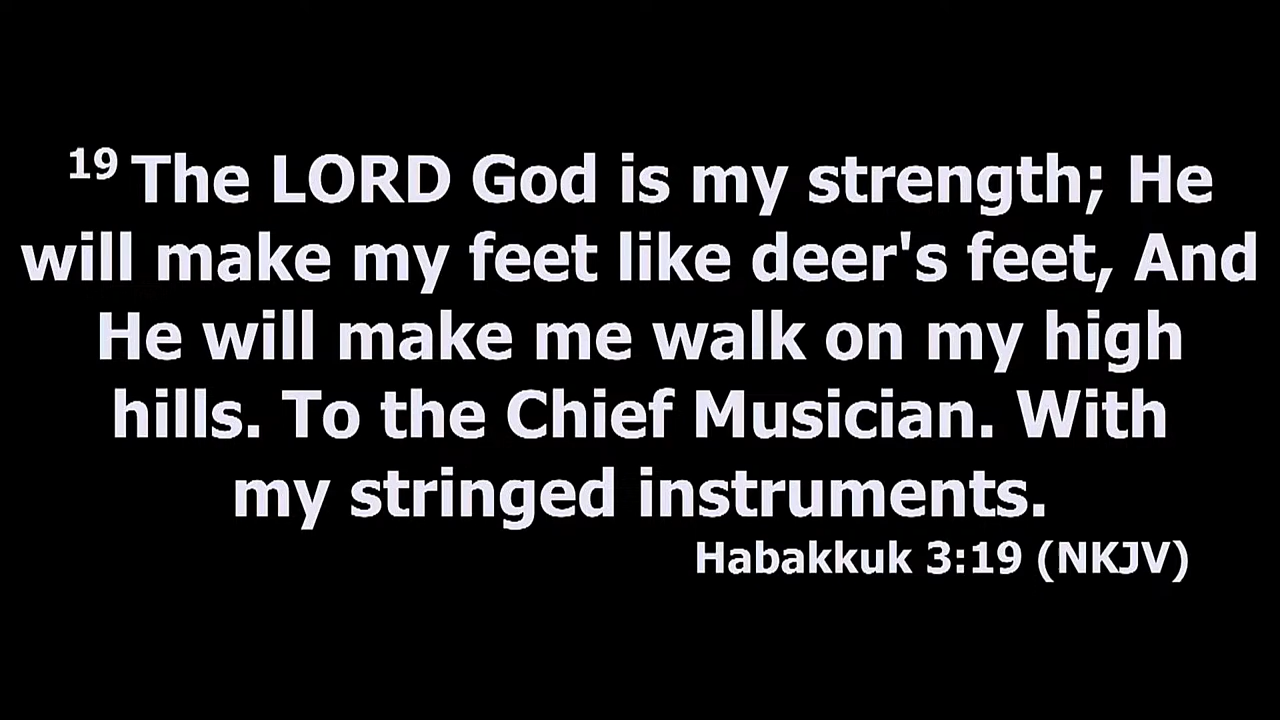 19 The LORD God is my strength; He
will make my feet like deer's feet, And
He will make me walk on my high
hills. To the Chief Musician. With
my stringed instruments.
Habakkuk 3:19 (NKJV)